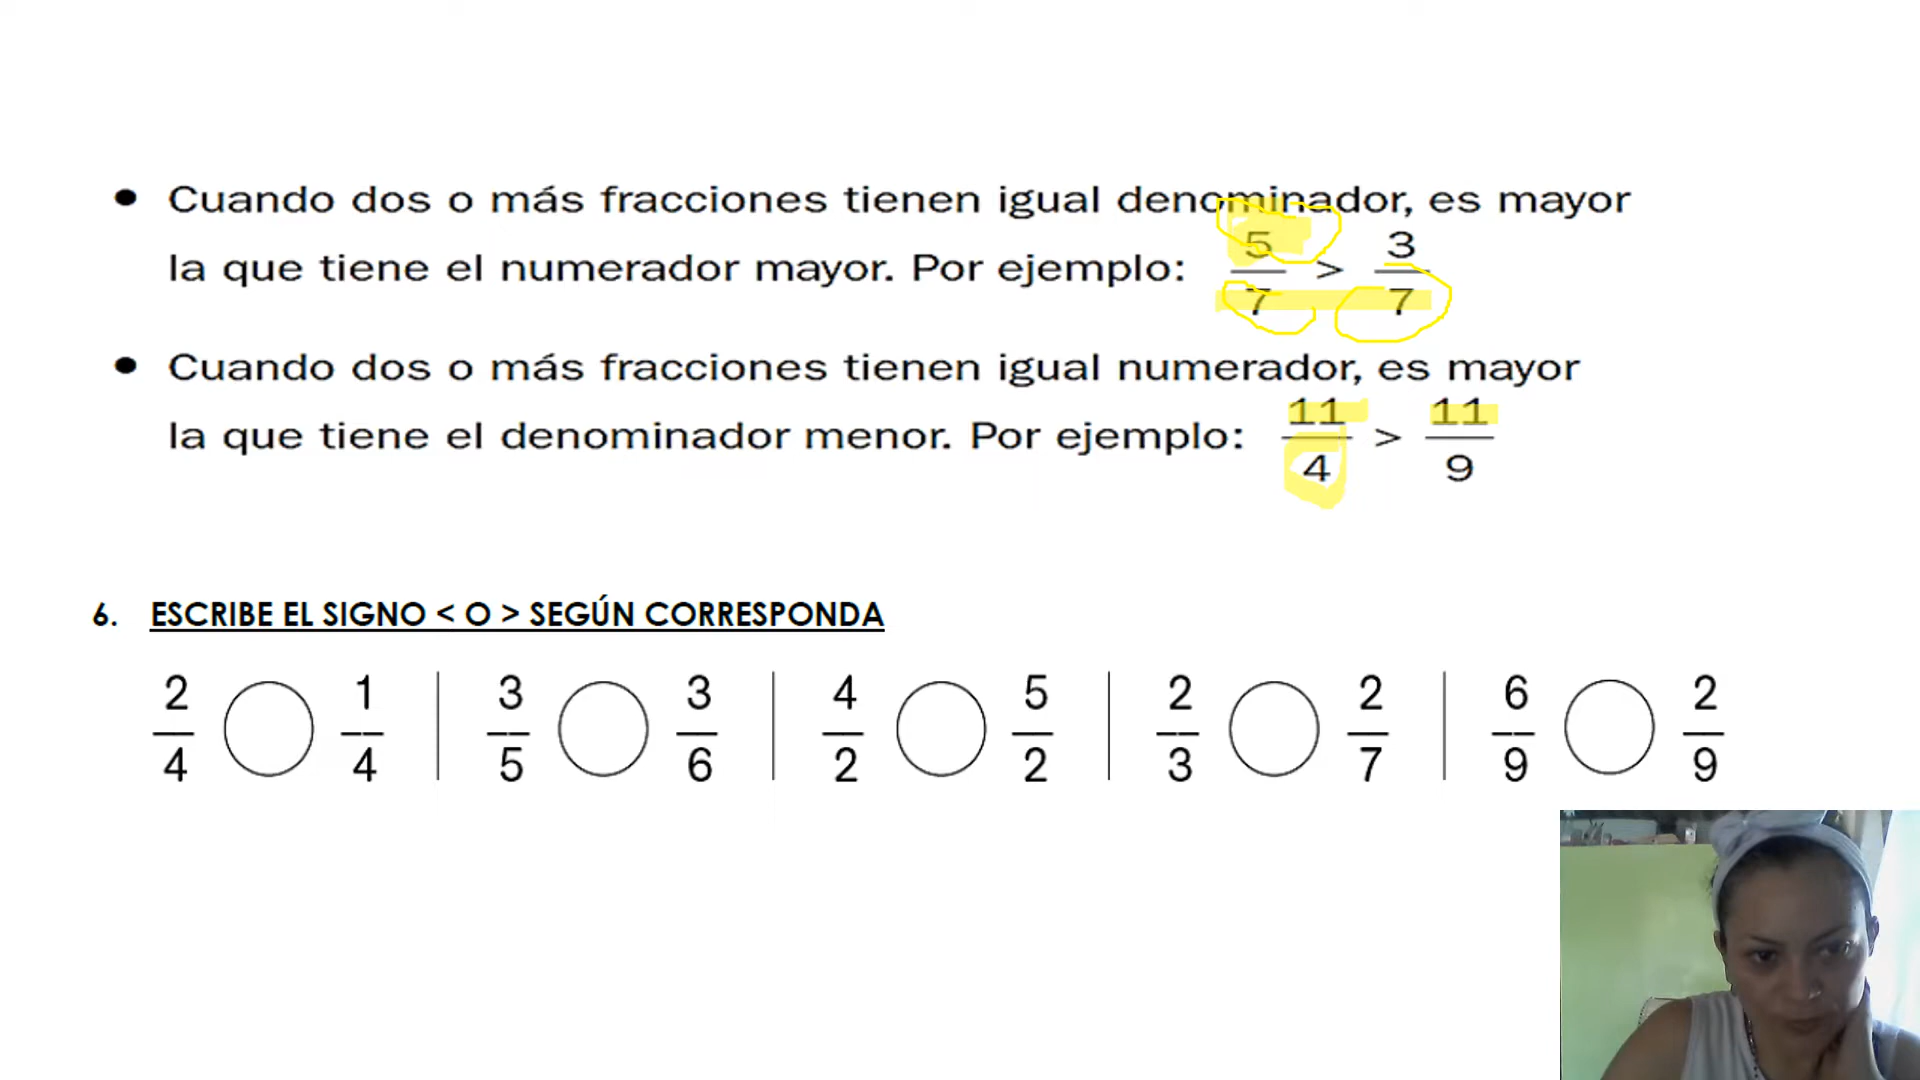 • Cuando dos o más fracciones tienen igual denominador, es mayor
la que tiene el numerador mayor. Por ejemplo: 5/7 > 3/7
• Cuando dos o más fracciones tienen igual numerador, es mayor
la que tiene el denominador menor. Por ejemplo: 11/4 > 11/9
6. ESCRIBE EL SIGNO < O > SEGÚN CORRESPONDA
2/4 ◯ 1/4 | 3/5 ◯ 3/6 | 4/2 ◯ 5/2 | 2/3 ◯ 2/7 | 6/9 ◯ 2/9